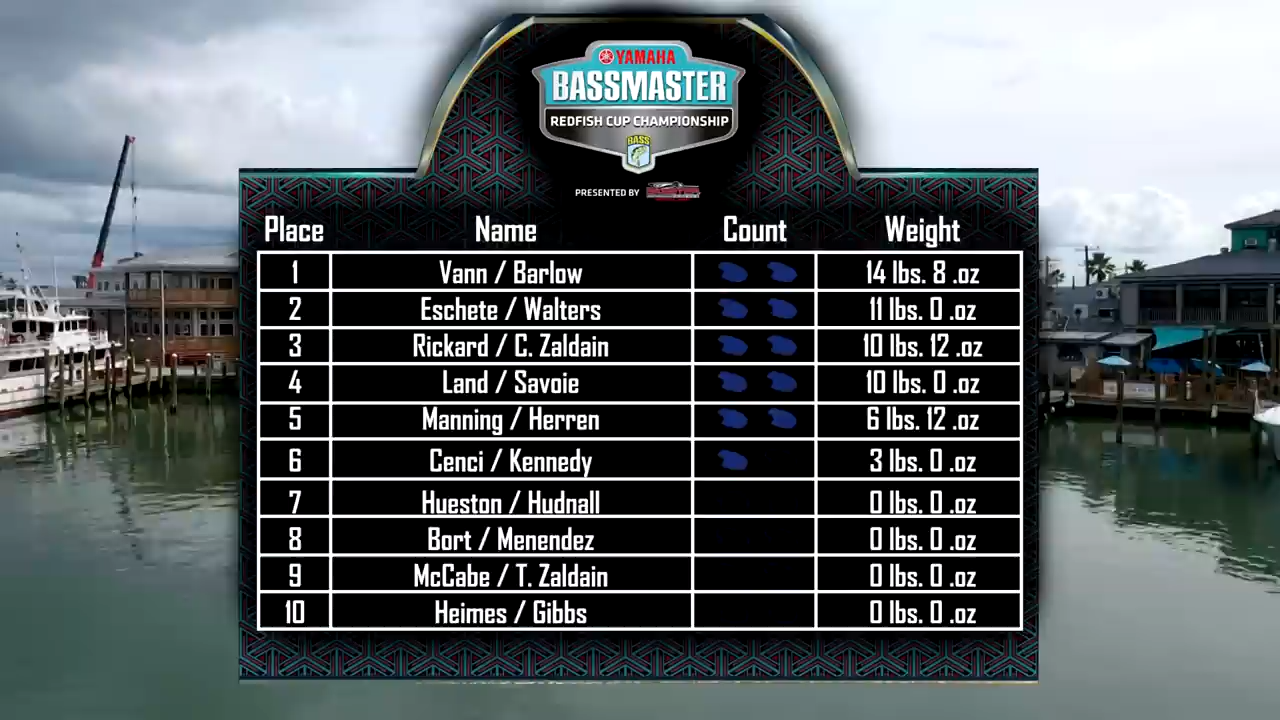 YAMAHA
BASSMASTER
REDFISH CUP CHAMPIONSHIP
BASS
PRESENTED BY
Place Name Count Weight
1 Vann / Barlow 14 lbs. 8 .oz
2 Eschete / Walters 11 lbs. 0 .oz
3 Rickard / C. Zaldain 10 lbs. 12 .oz
4 Land / Savoie 10 lbs. 0 .oz
5 Manning / Herren 6 lbs. 12 .oz
6 Cenci / Kennedy 3 lbs. 0 .oz
7 Hueston / Hudnall 0 lbs. 0 .oz
8 Bort / Menendez 0 lbs. 0 .oz
9 McCabe / T. Zaldain 0 lbs. 0 .oz
10 Heimes / Gibbs 0 lbs. 0 .oz